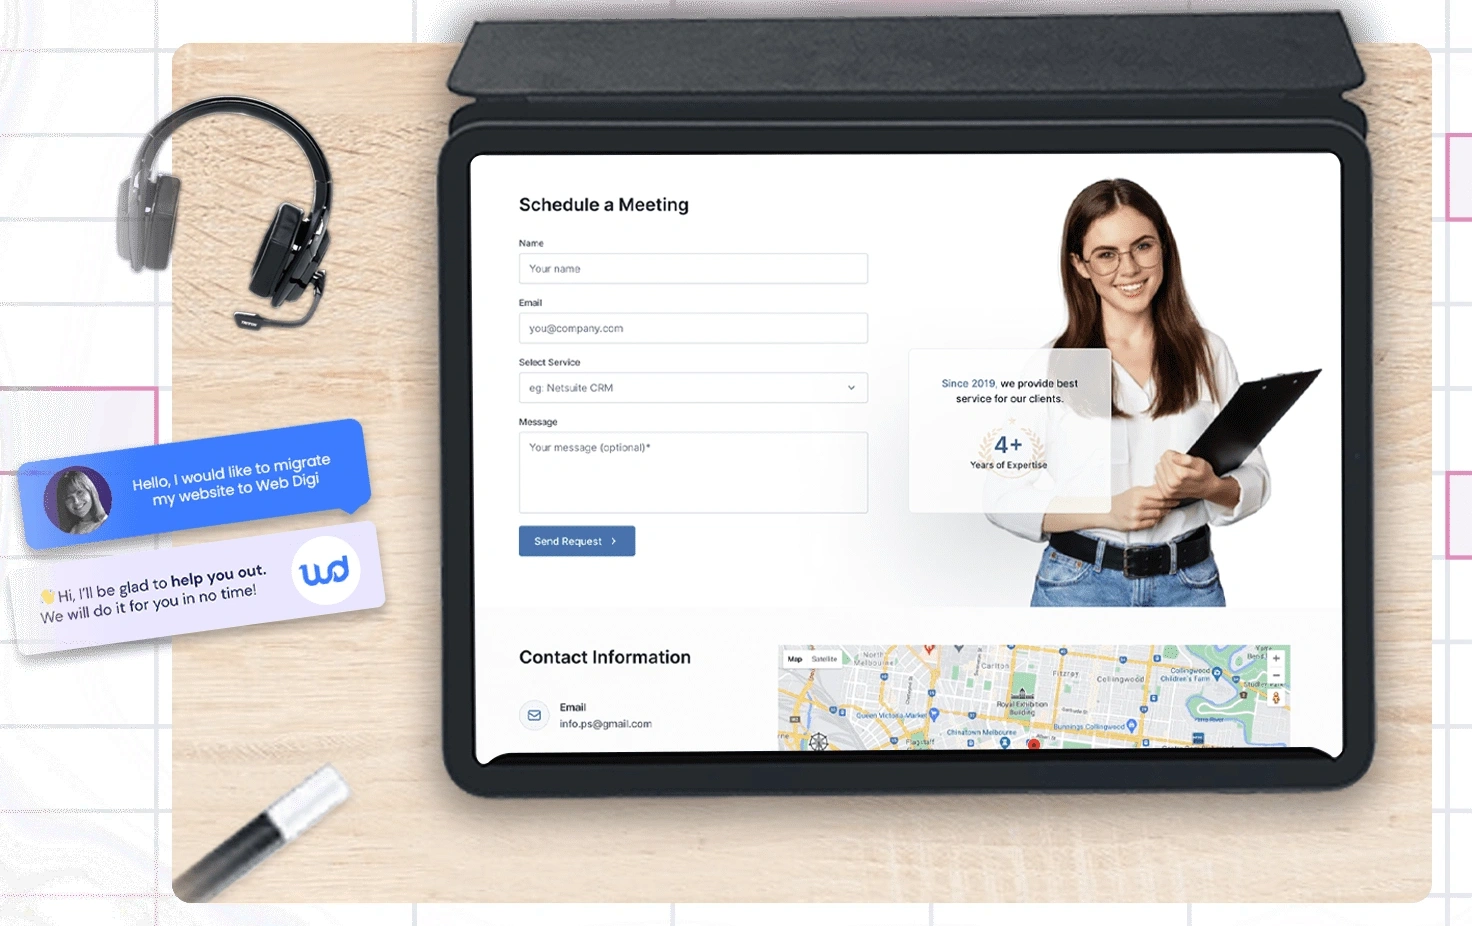 Schedule a Meeting
Name
Your name
Email
you@company.com
Select Service
eg: Netsuite CRM
Message
Your message (optional)*
Send Request
Since 2019, we provide best
service for our clients.
4+
Years of Expertise
Hello, I would like to migrate
my website to Web Digi
👋 Hi, I'll be glad to help you out.
We will do it for you in no time!
wd
Contact Information
Email
info.ps@gmail.com
Map Satellite
North
Melbourne
Carlton
Fitzroy
Collingwood
Collingwood
Children's Farm
Royal Exhibition
Building
Queen Victoria Market
Bunnings Collingwood
Chinatown Melbourne
Flagstaff
Yarra River